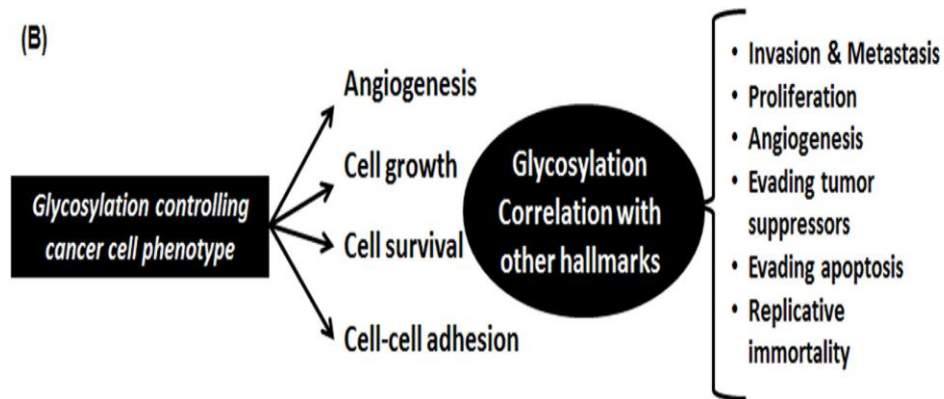 (B)
Glycosylation controlling
cancer cell phenotype
Angiogenesis
Cell growth
Cell survival
Cell-cell adhesion
Glycosylation
Correlation with
other hallmarks
• Invasion & Metastasis
• Proliferation
• Angiogenesis
• Evading tumor
suppressors
• Evading apoptosis
• Replicative
immortality